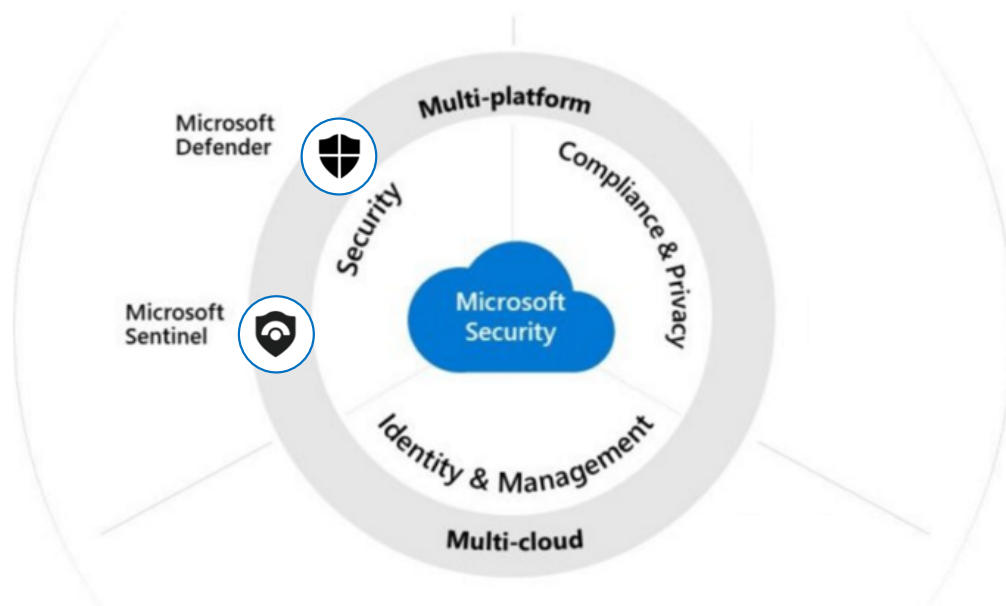 Multi-platform
Microsoft
Defender
Security
Compliance & Privacy
Microsoft
Security
Microsoft
Sentinel
Identity & Management
Multi-cloud